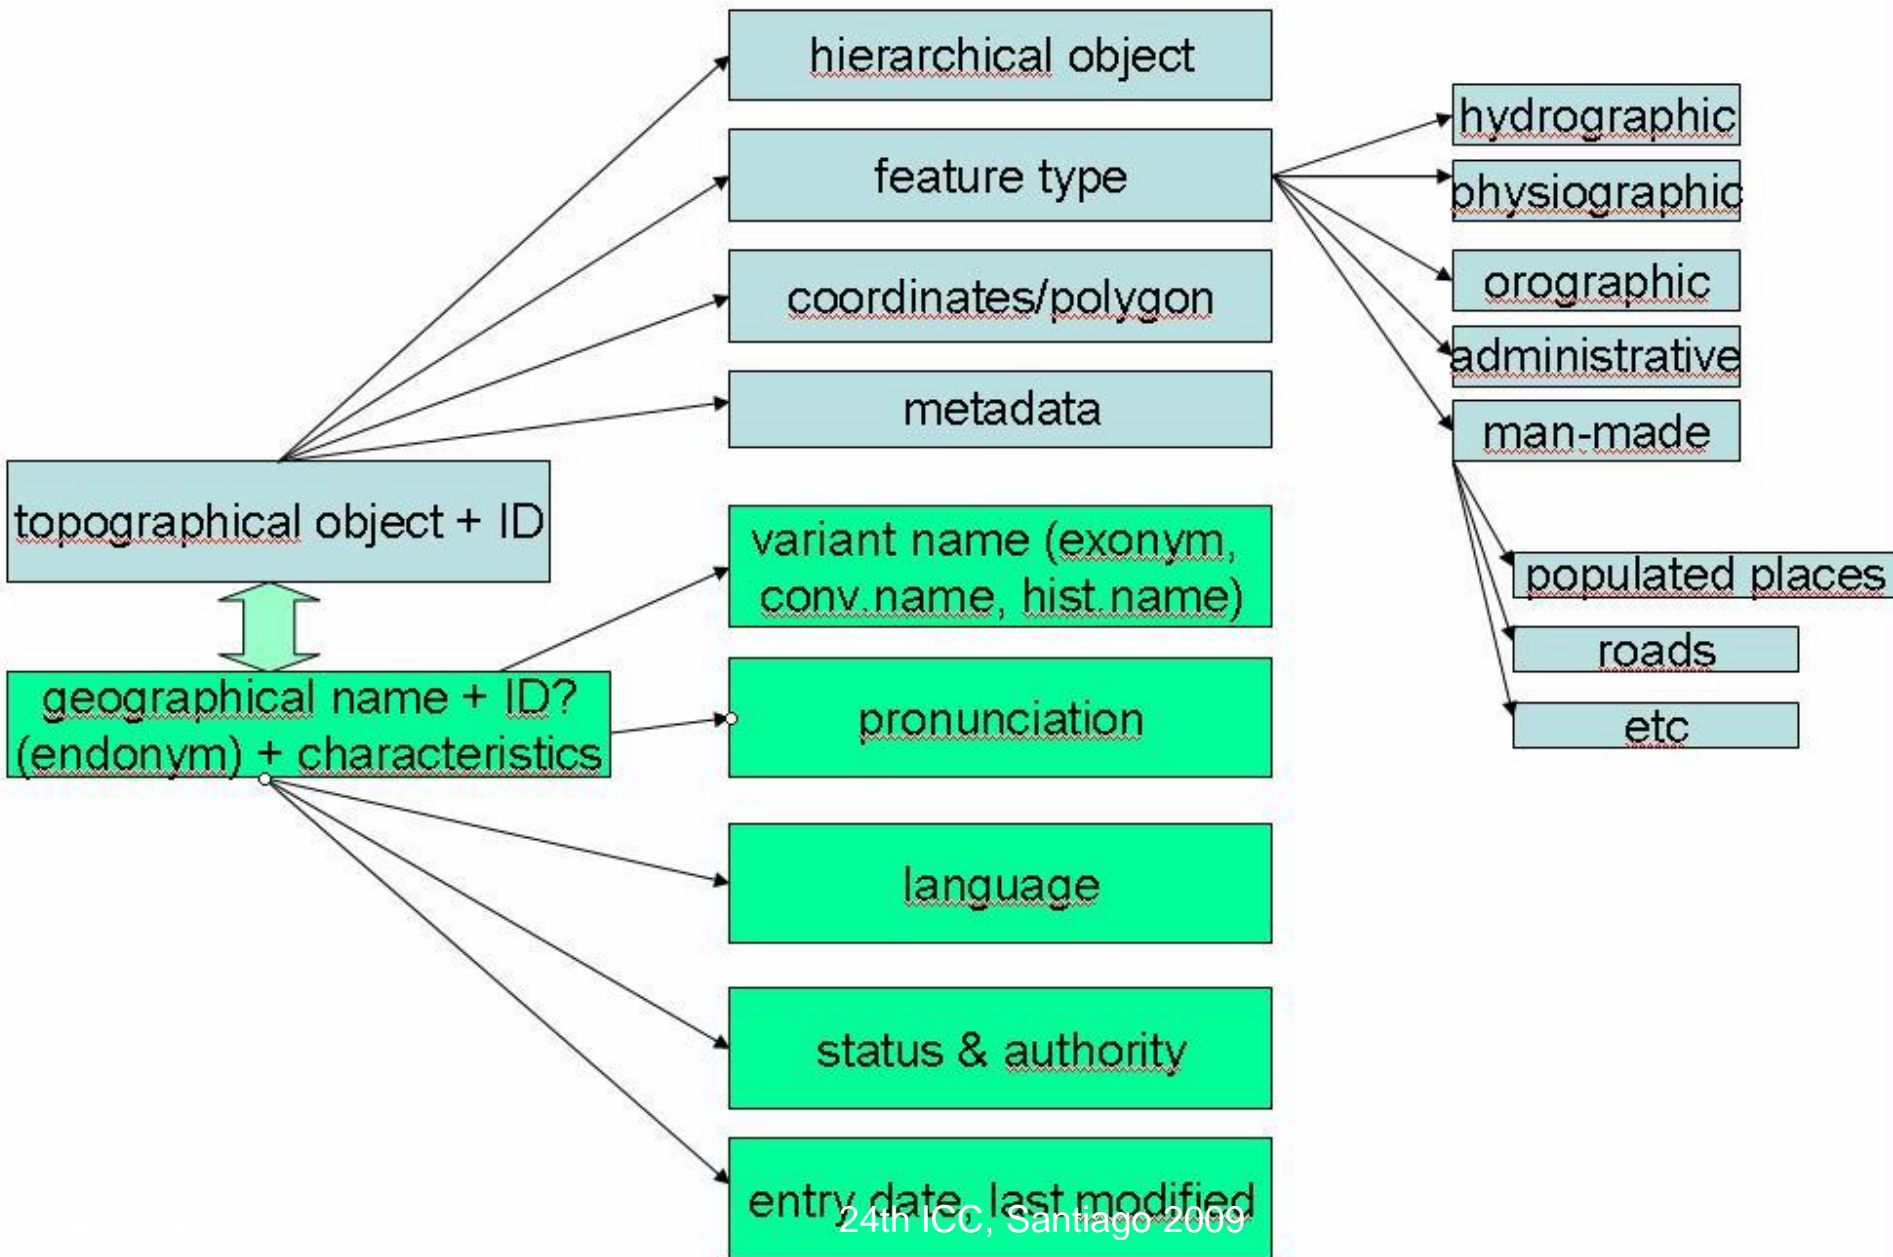 hierarchical object
feature type
coordinates/polygon
metadata
hydrographic
physiographic
orographic
administrative
man-made
populated places
roads
etc
topographical object + ID
geographical name + ID?
(endonym) + characteristics
variant name (exonym,
conv.name, hist.name)
pronunciation
language
status & authority
entry date, last modified
24th ICC, Santiago 2009